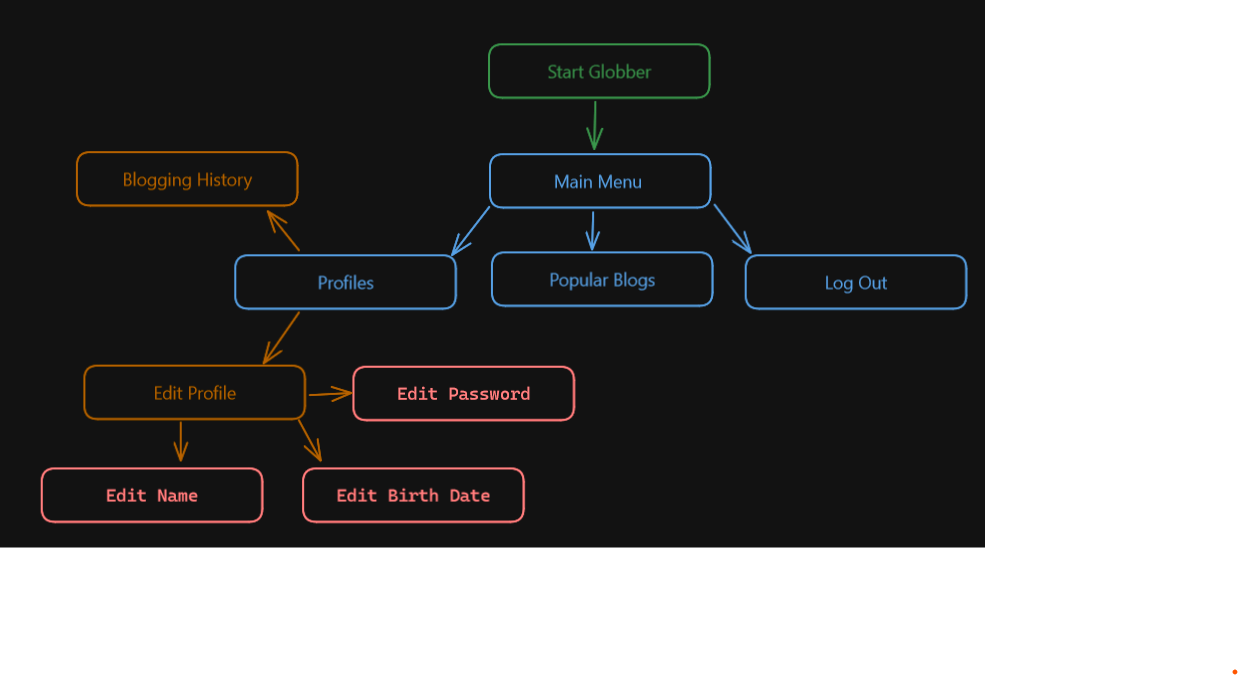 Start Globber
Blogging History
Main Menu
Profiles
Popular Blogs
Log Out
Edit Profile
Edit Password
Edit Name
Edit Birth Date